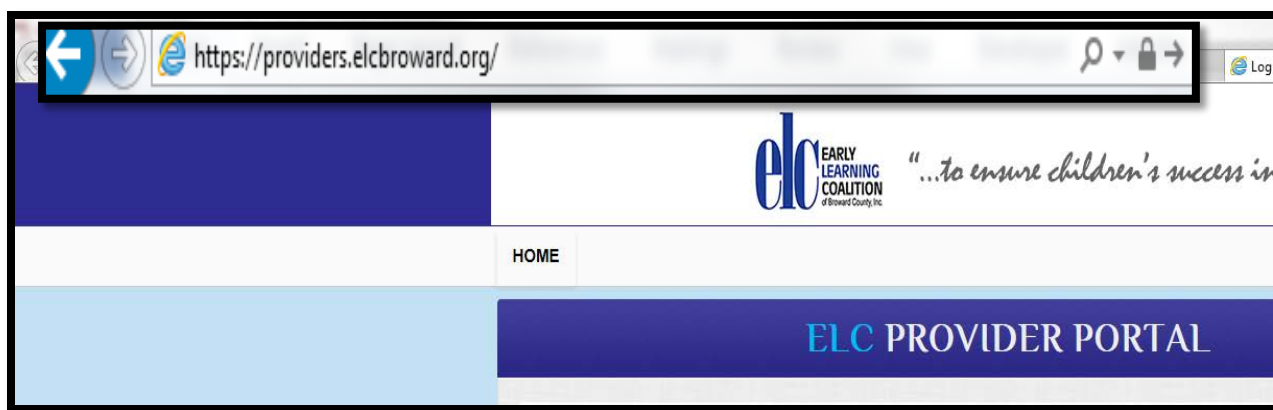 https://providers.elcbroward.org/
Log
elc
EARLY
LEARNING
COALITION
of Broward County, Inc.
"...to ensure children's success in
HOME
ELC PROVIDER PORTAL